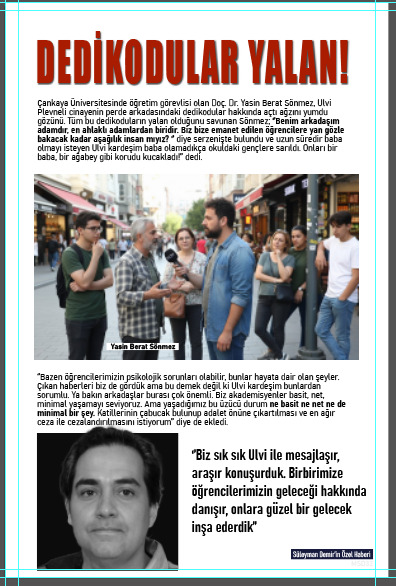 DEDİKODULAR YALAN!
Çankaya Üniversitesinde öğretim görevlisi olan Doç. Dr. Yasin Berat Sönmez, Ulvi
Plevneli cinayenin perde arkasındaki dedikodular hakkında açtı ağzını yumdu
gözünü. Tüm bu dedikoduların yalan olduğunu savunan Sönmez; "Benim arkadaşım
adamdır, en ahlaklı adamlardan biridir. Biz bize emanet edilen öğrencilere yan gözle
bakacak kadar aşağılık insan mıyız? " diye serzenişte bulundu ve uzun süredir baba
olmayı isteyen Ulvi kardeşim baba olamadıkça okuldaki gençlere sarıldı. Onları bir
baba, bir ağabey gibi korudu kucakladı!" dedi.
Yasin Berat Sönmez
"Bazen öğrencilerimizin psikolojik sorunları olabilir, bunlar hayata dair olan şeyler.
Çıkan haberleri biz de gördük ama bu demek değil ki Ulvi kardeşim bunlardan
sorumlu. Ya bakın arkadaşlar burası çok önemli. Biz akademisyenler basit, net,
minimal yaşamayı seviyoruz. Ama yaşadığımız bu üzücü durum ne basit ne net ne de
minimal bir şey. Katillerinin çabucak bulunup adalet önüne çıkartılması ve en ağır
ceza ile cezalandırılmasını istiyorum" diye de ekledi.
"Biz sık sık Ulvi ile mesajlaşır,
araşır konuşurduk. Birbirimize
öğrencilerimizin geleceği hakkında
danışır, onlara güzel bir gelecek
inşa ederdik"
Süleyman Demir'in Özel Haberi